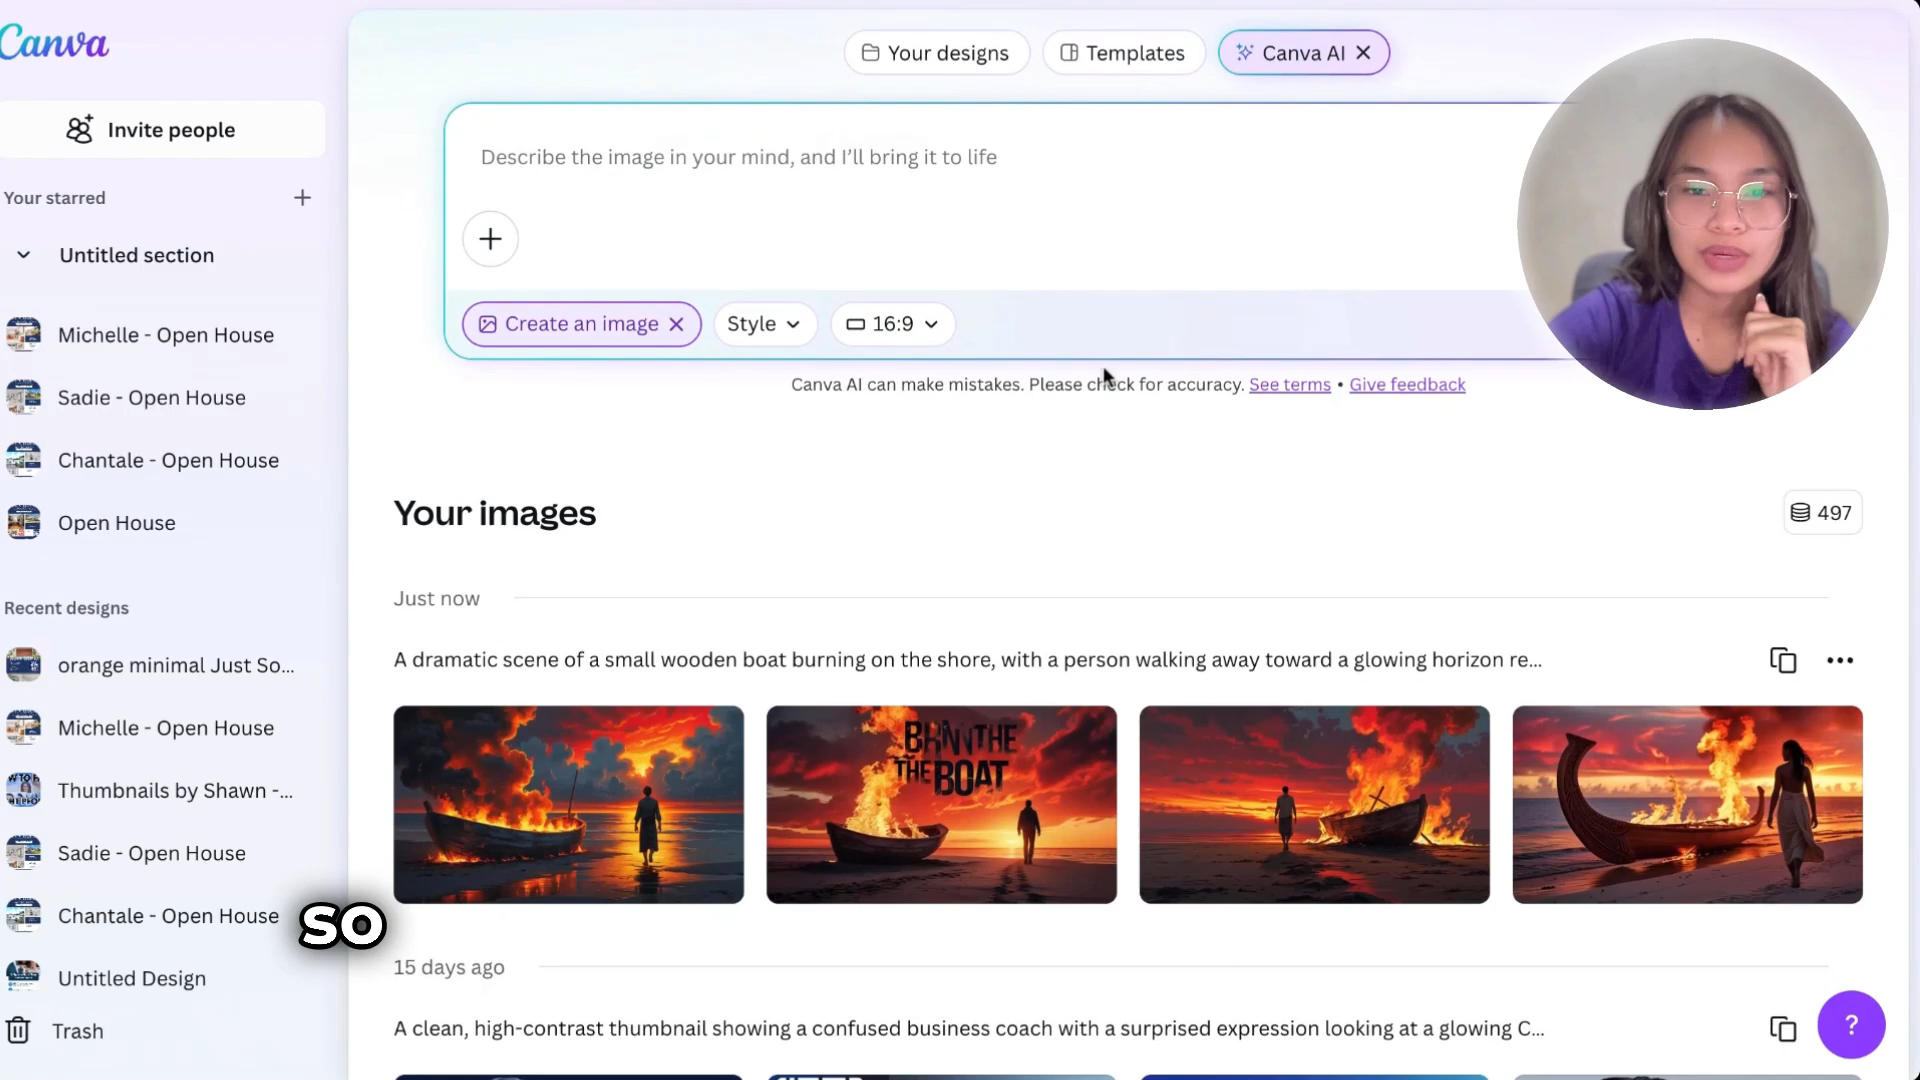 Canva
Invite people
Your starred
Untitled section
Michelle - Open House
Sadie - Open House
Chantale - Open House
Open House
Recent designs
orange minimal Just So...
Michelle - Open House
Thumbnails by Shawn -...
Sadie - Open House
Chantale - Open House
Untitled Design
Trash
Your designs
Templates
Canva AI
Describe the image in your mind, and I'll bring it to life
Create an image
Style
16:9
Canva AI can make mistakes. Please check for accuracy. See terms • Give feedback
Your images
497
Just now
A dramatic scene of a small wooden boat burning on the shore, with a person walking away toward a glowing horizon re...
THE BOAT
SO
15 days ago
A clean, high-contrast thumbnail showing a confused business coach with a surprised expression looking at a glowing C...
?